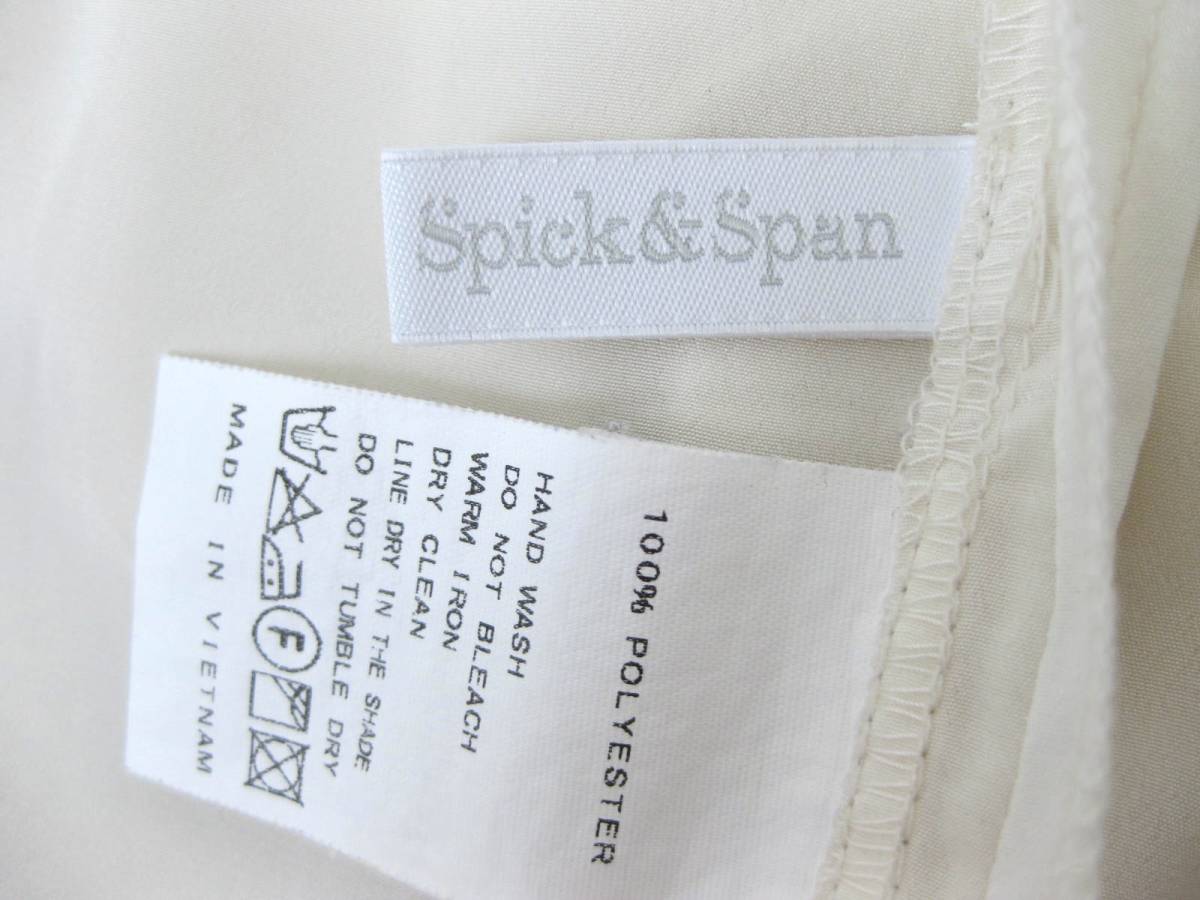 Spick&Span
100% POLYESTER
HAND WASH
DO NOT BLEACH
WARM IRON
DRY CLEAN
LINE DRY IN THE SHADE
DO NOT TUMBLE DRY
F
MADE IN VIETNAM